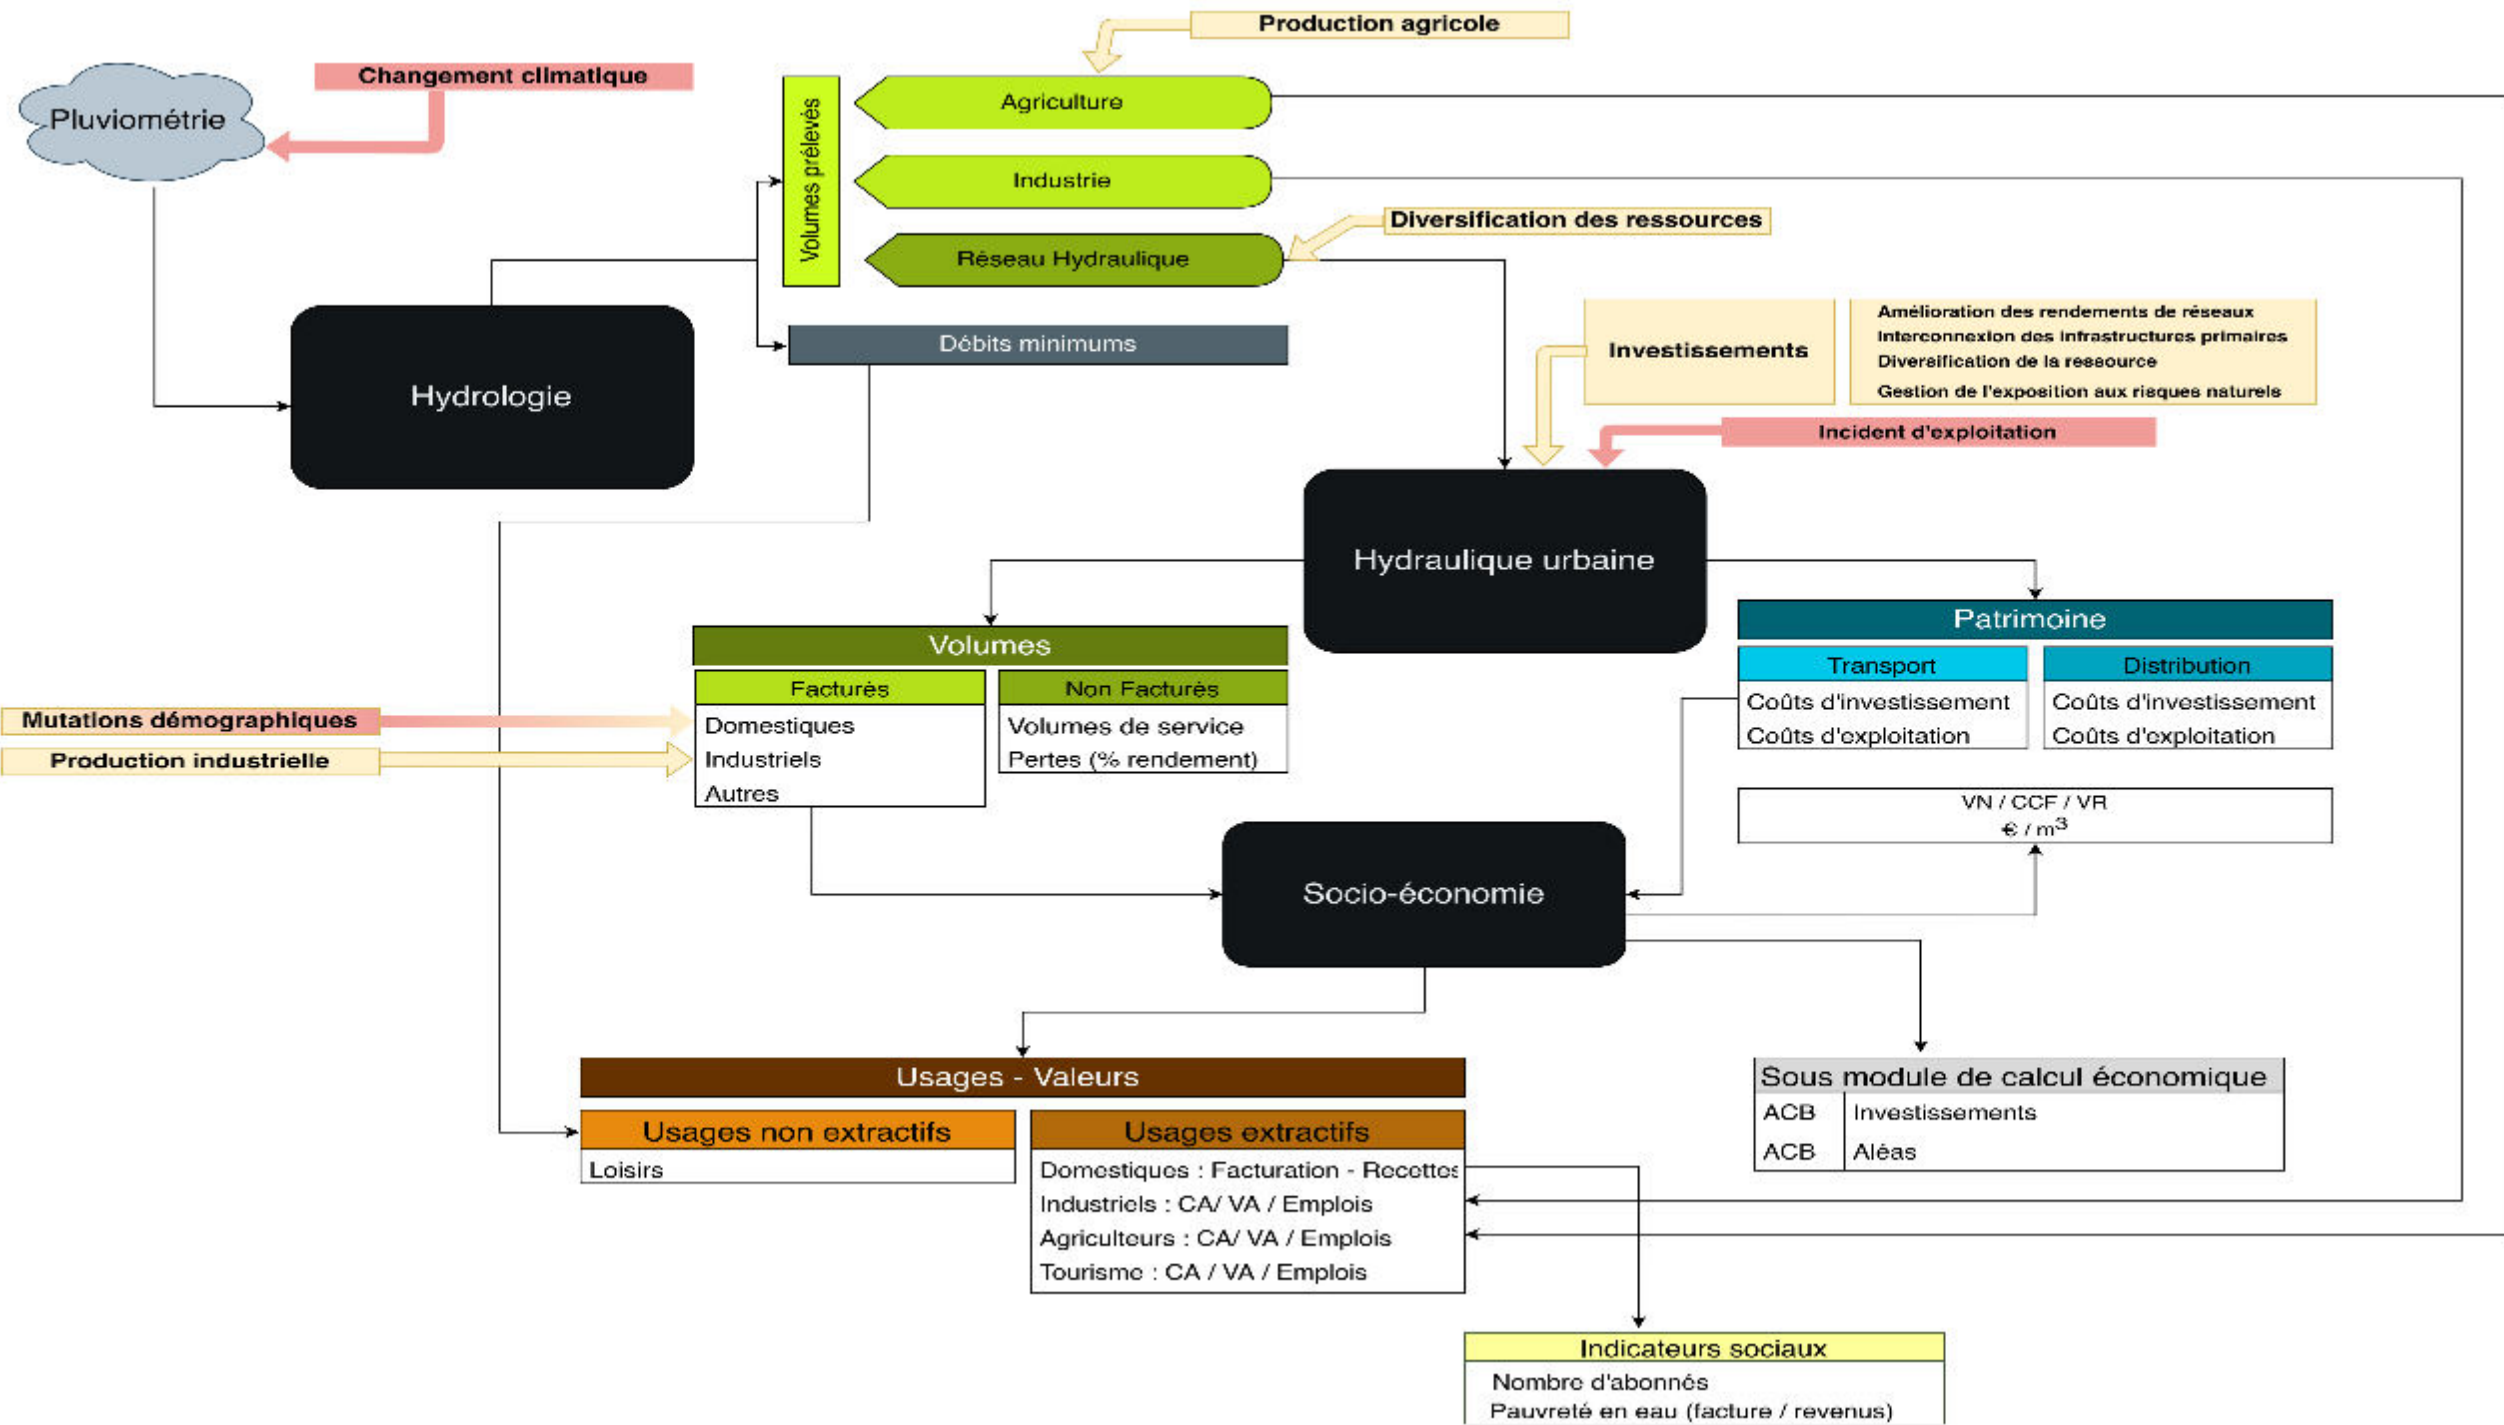 Production agricole
Changement climatique
Pluviométrie
Volumes prélevés
Agriculture
Industrie
Diversification des ressources
Réseau Hydraulique
Débits minimums
Hydrologie
Investissements
Amélioration des rendements de réseaux
Interconnexion des infrastructures primaires
Diversification de la ressource
Gestion de l'exposition aux risques naturels
Incident d'exploitation
Hydraulique urbaine
Volumes
Facturés
Non Facturés
Domestiques
Industriels
Autres
Volumes de service
Pertes (% rendement)
Mutations démographiques
Production industrielle
Patrimoine
Transport
Distribution
Coûts d'investissement
Coûts d'exploitation
Coûts d'investissement
Coûts d'exploitation
VN / CCF / VR
€ / m³
Socio-économie
Usages - Valeurs
Usages non extractifs
Loisirs
Usages extractifs
Domestiques : Facturation - Recettes
Industriels : CA/ VA / Emplois
Agriculteurs : CA/ VA / Emplois
Tourisme : CA / VA / Emplois
Sous module de calcul économique
ACB Investissements
ACB Aléas
Indicateurs sociaux
Nombre d'abonnés
Pauvreté en eau (facture / revenus)